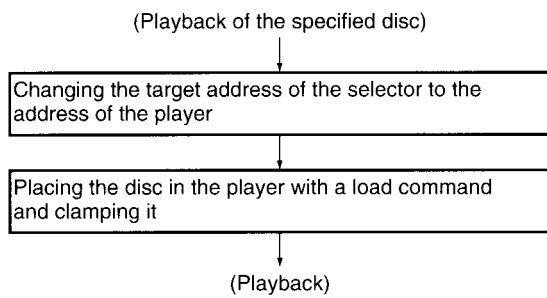 (Playback of the specified disc)
Changing the target address of the selector to the
address of the player
Placing the disc in the player with a load command
and clamping it
(Playback)